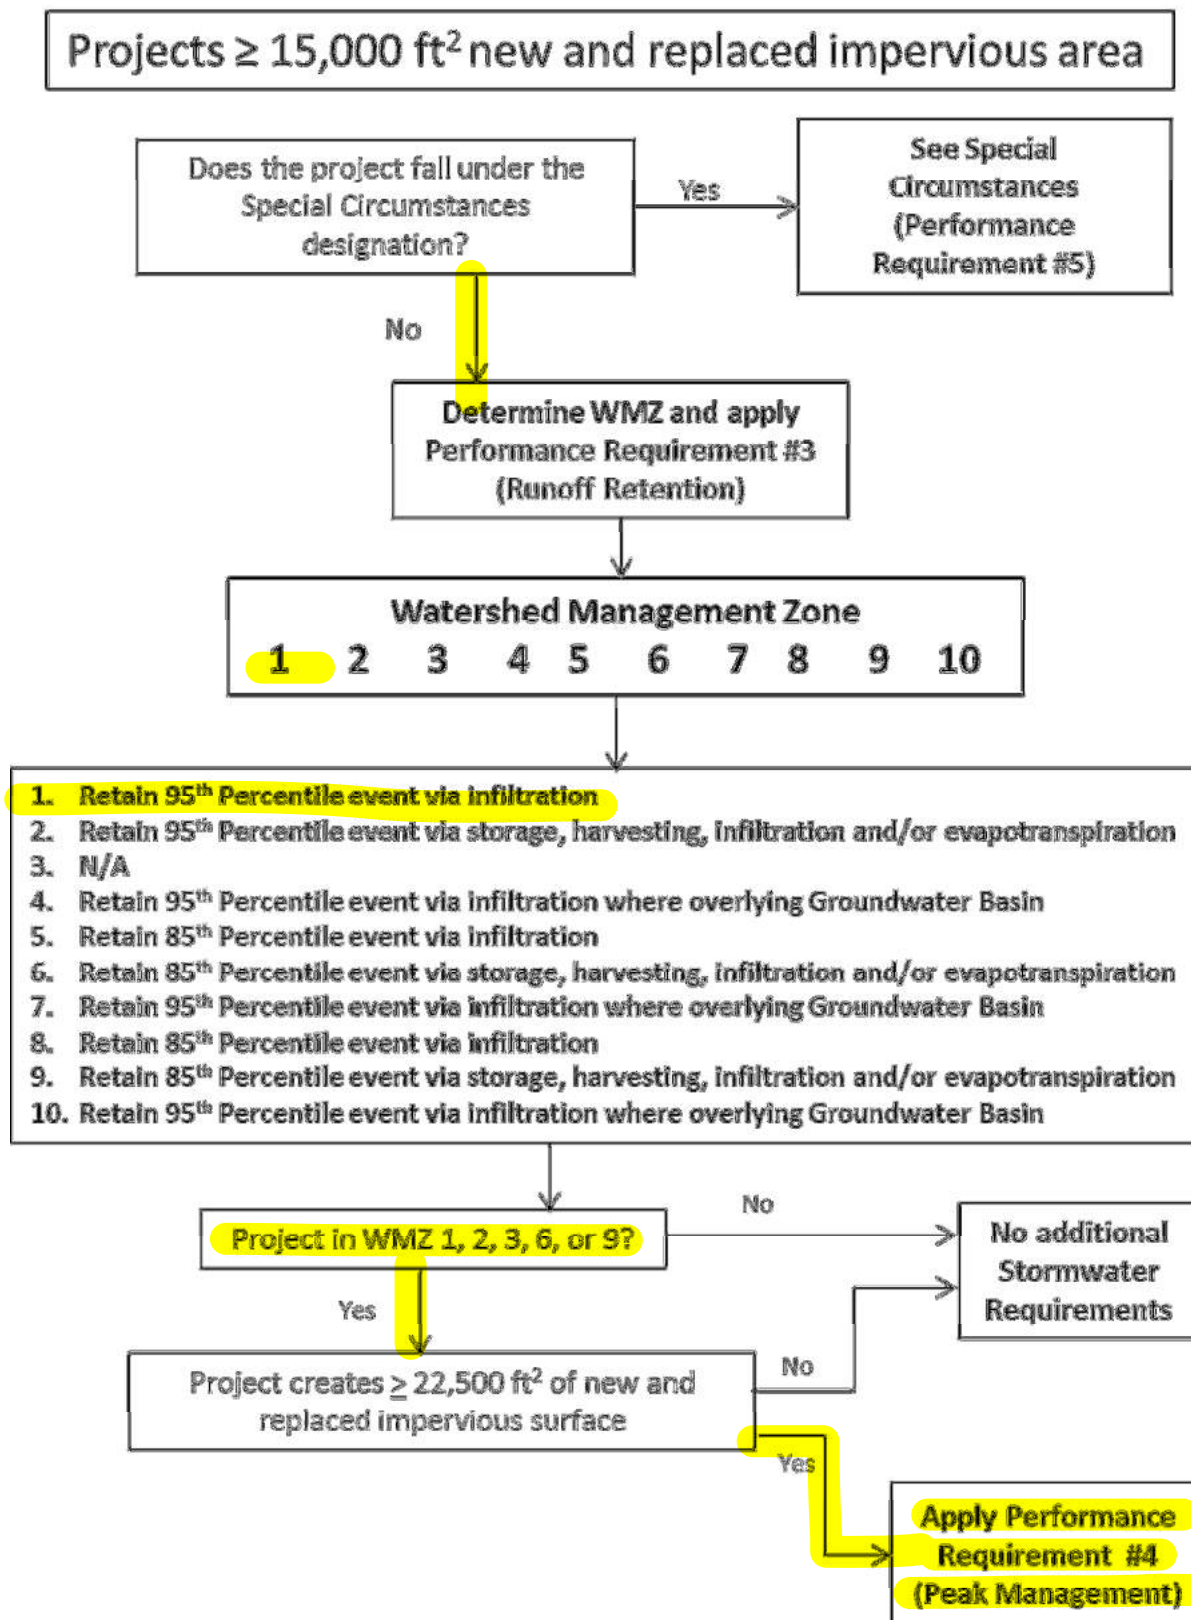 Projects ≥ 15,000 ft² new and replaced impervious area
Does the project fall under the
Special Circumstances
designation?
Yes
See Special
Circumstances
(Performance
Requirement #5)
No
Determine WMZ and apply
Performance Requirement #3
(Runoff Retention)
Watershed Management Zone
1 2 3 4 5 6 7 8 9 10
1. Retain 95th Percentile event via infiltration
2. Retain 95th Percentile event via storage, harvesting, infiltration and/or evapotranspiration
3. N/A
4. Retain 95th Percentile event via infiltration where overlying Groundwater Basin
5. Retain 85th Percentile event via infiltration
6. Retain 85th Percentile event via storage, harvesting, infiltration and/or evapotranspiration
7. Retain 95th Percentile event via infiltration where overlying Groundwater Basin
8. Retain 85th Percentile event via infiltration
9. Retain 85th Percentile event via storage, harvesting, infiltration and/or evapotranspiration
10. Retain 95th Percentile event via infiltration where overlying Groundwater Basin
Project in WMZ 1, 2, 3, 6, or 9?
No
No additional
Stormwater
Requirements
Yes
Project creates ≥ 22,500 ft² of new and
replaced impervious surface
No
Yes
Apply Performance
Requirement #4
(Peak Management)